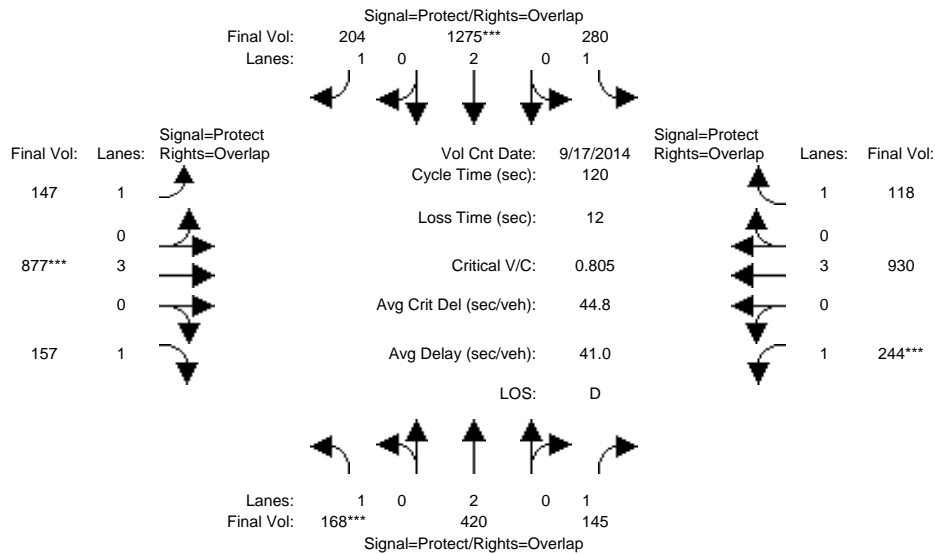 Signal=Protect/Rights=Overlap
Final Vol: 204 1275*** 280
Lanes: 1 0 2 0 1
Signal=Protect
Final Vol: Lanes: Rights=Overlap
Vol Cnt Date: 9/17/2014
Signal=Protect
Rights=Overlap Lanes: Final Vol:
Cycle Time (sec): 120
147 1
1 118
Loss Time (sec): 12
0
0
877*** 3
Critical V/C: 0.805
3 930
0
Avg Crit Del (sec/veh): 44.8
0
157 1
Avg Delay (sec/veh): 41.0
1 244***
LOS: D
Lanes: 1 0 2 0 1
Final Vol: 168*** 420 145
Signal=Protect/Rights=Overlap